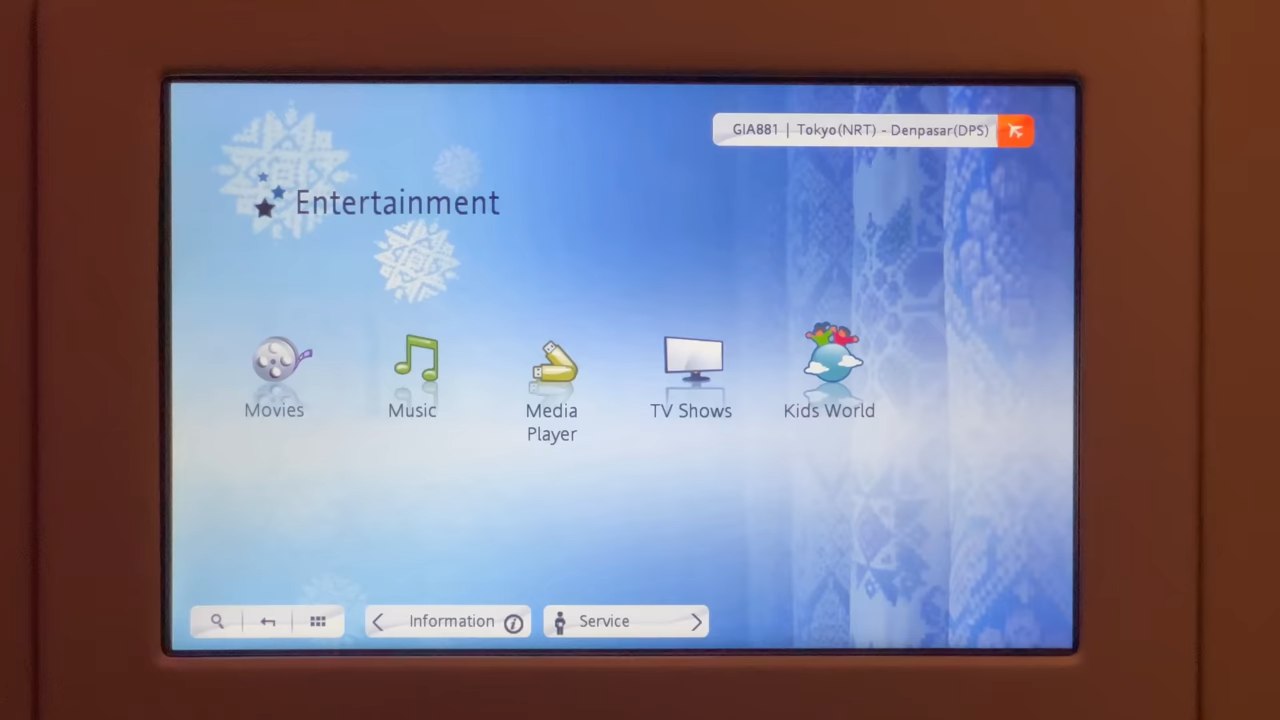 GIA881 | Tokyo(NRT) - Denpasar(DPS)
Entertainment
Movies
Music
Media
Player
TV Shows
Kids World
Information
Service